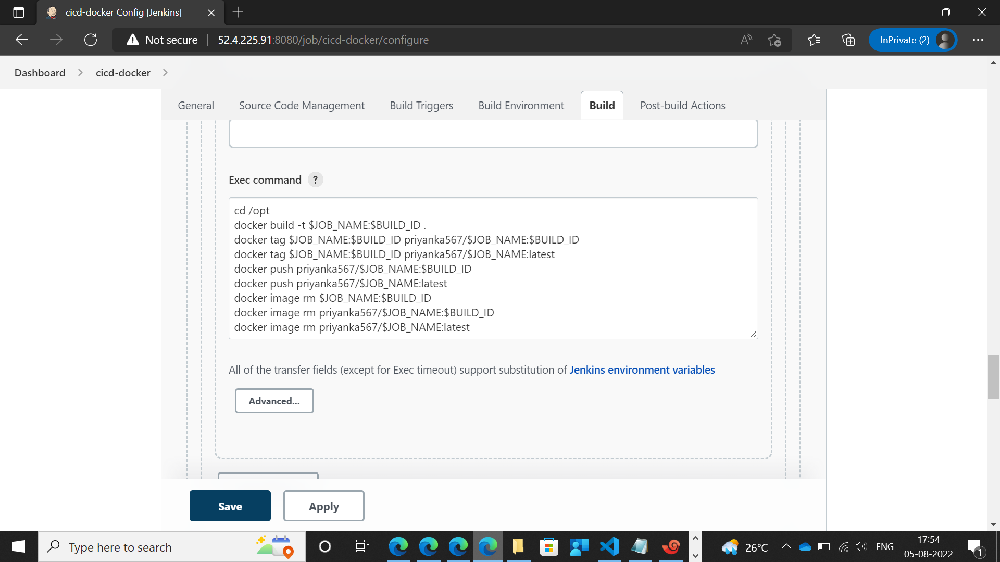 cicd-docker Config [Jenkins]
Not secure
52.4.225.91:8080/job/cicd-docker/configure
InPrivate (2)
Dashboard
cicd-docker
General
Source Code Management
Build Triggers
Build Environment
Build
Post-build Actions
Exec command ?
cd /opt
docker build -t $JOB_NAME:$BUILD_ID .
docker tag $JOB_NAME:$BUILD_ID priyanka567/$JOB_NAME:$BUILD_ID
docker tag $JOB_NAME:$BUILD_ID priyanka567/$JOB_NAME:latest
docker push priyanka567/$JOB_NAME:$BUILD_ID
docker push priyanka567/$JOB_NAME:latest
docker image rm $JOB_NAME:$BUILD_ID
docker image rm priyanka567/$JOB_NAME:$BUILD_ID
docker image rm priyanka567/$JOB_NAME:latest
All of the transfer fields (except for Exec timeout) support substitution of Jenkins environment variables
Advanced...
Save
Apply
Type here to search
26°C
ENG
17:54
05-08-2022
1